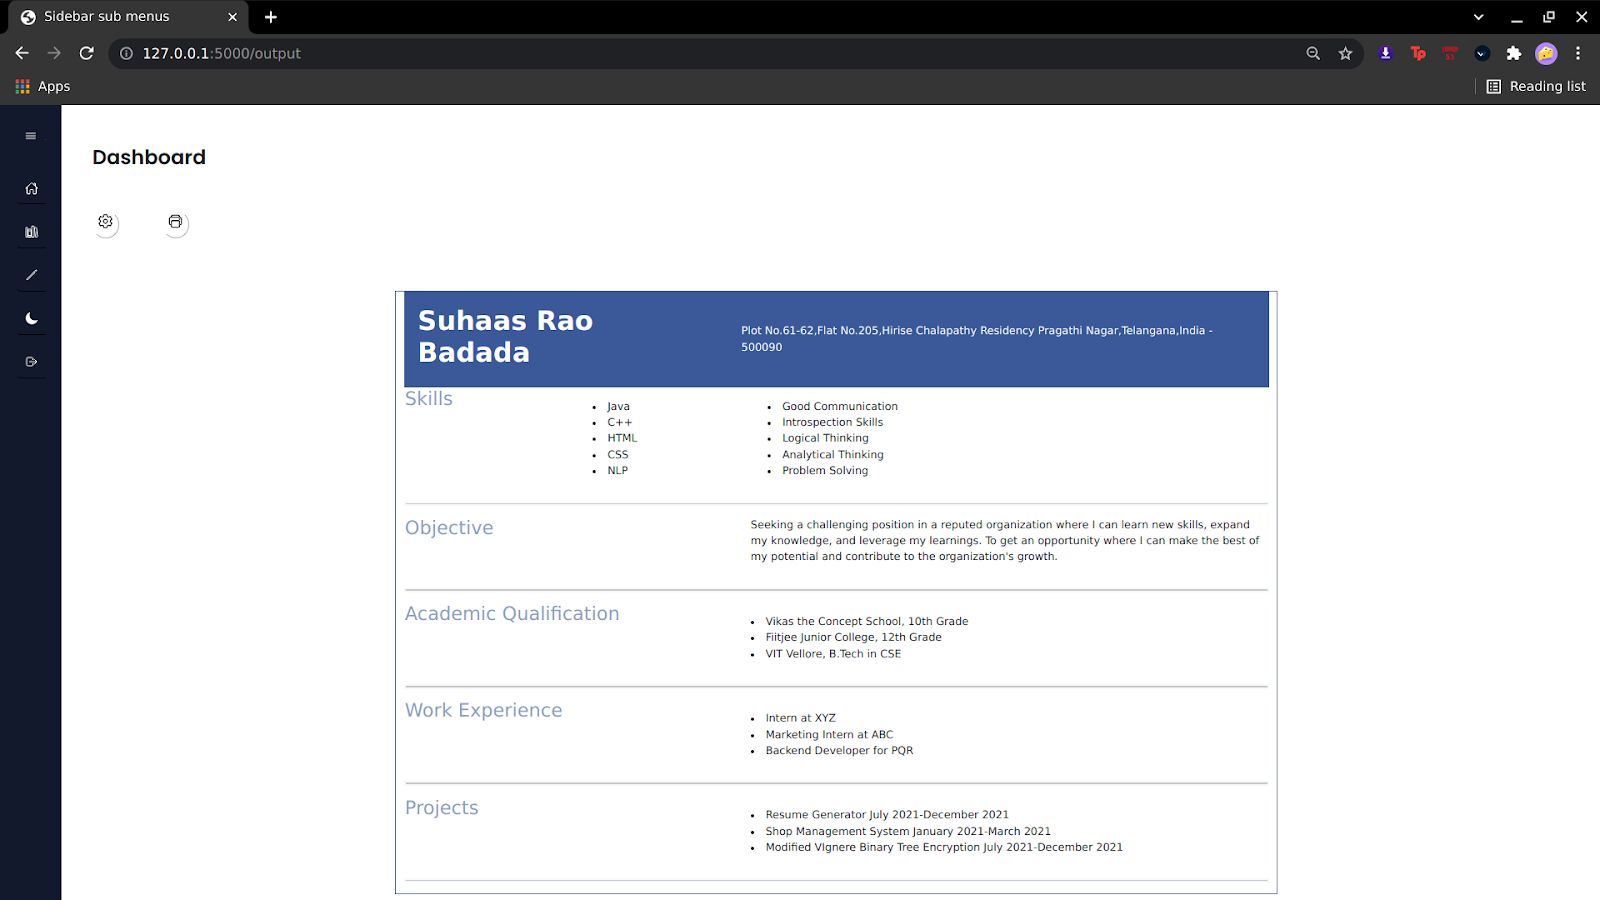 Sidebar sub menus
127.0.0.1:5000/output
Apps
Reading list
Dashboard
Suhaas Rao
Badada
Plot No.61-62,Flat No.205,Hirise Chalapathy Residency Pragathi Nagar,Telangana,India -
500090
Skills
Java
C++
HTML
CSS
NLP
Good Communication
Introspection Skills
Logical Thinking
Analytical Thinking
Problem Solving
Objective
Seeking a challenging position in a reputed organization where I can learn new skills, expand
my knowledge, and leverage my learnings. To get an opportunity where I can make the best of
my potential and contribute to the organization's growth.
Academic Qualification
Vikas the Concept School, 10th Grade
Fiitjee Junior College, 12th Grade
VIT Vellore, B.Tech in CSE
Work Experience
Intern at XYZ
Marketing Intern at ABC
Backend Developer for PQR
Projects
Resume Generator July 2021-December 2021
Shop Management System January 2021-March 2021
Modified VIgnere Binary Tree Encryption July 2021-December 2021